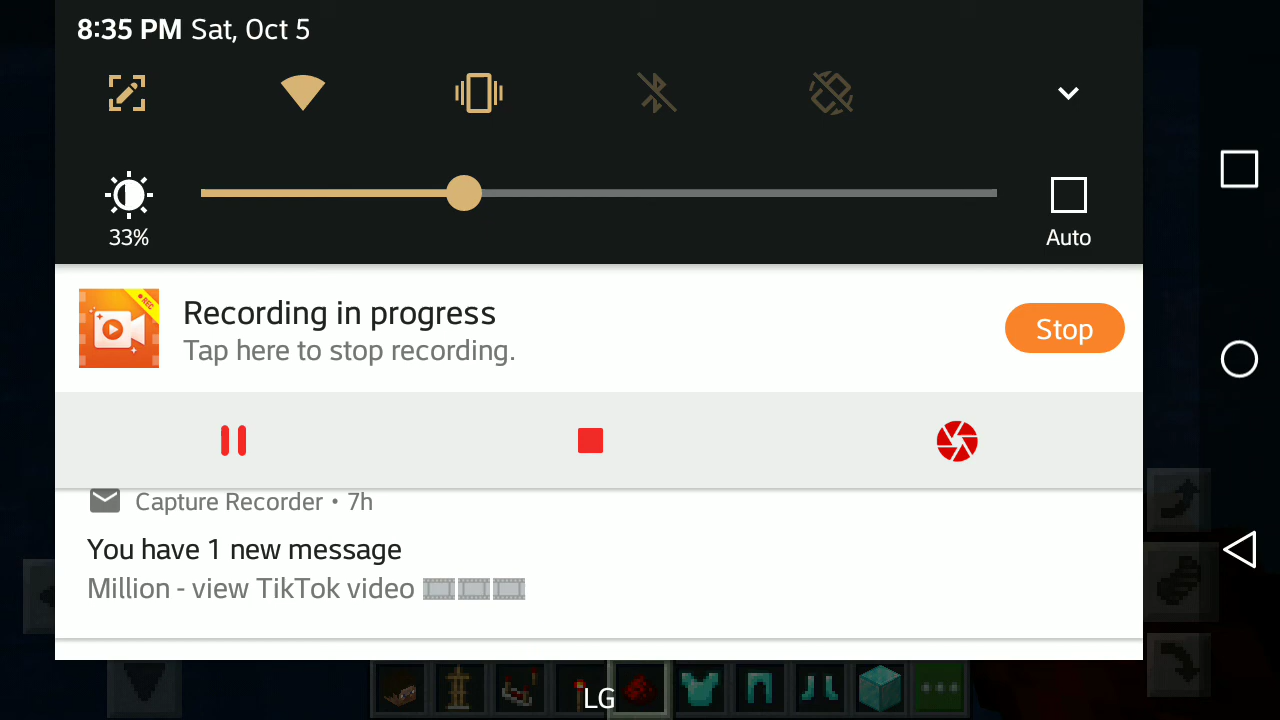 8:35 PM Sat, Oct 5
33%
Auto
Recording in progress
Tap here to stop recording.
Stop
REC
Capture Recorder • 7h
You have 1 new message
Million - view TikTok video 🎞🎞🎞
LG